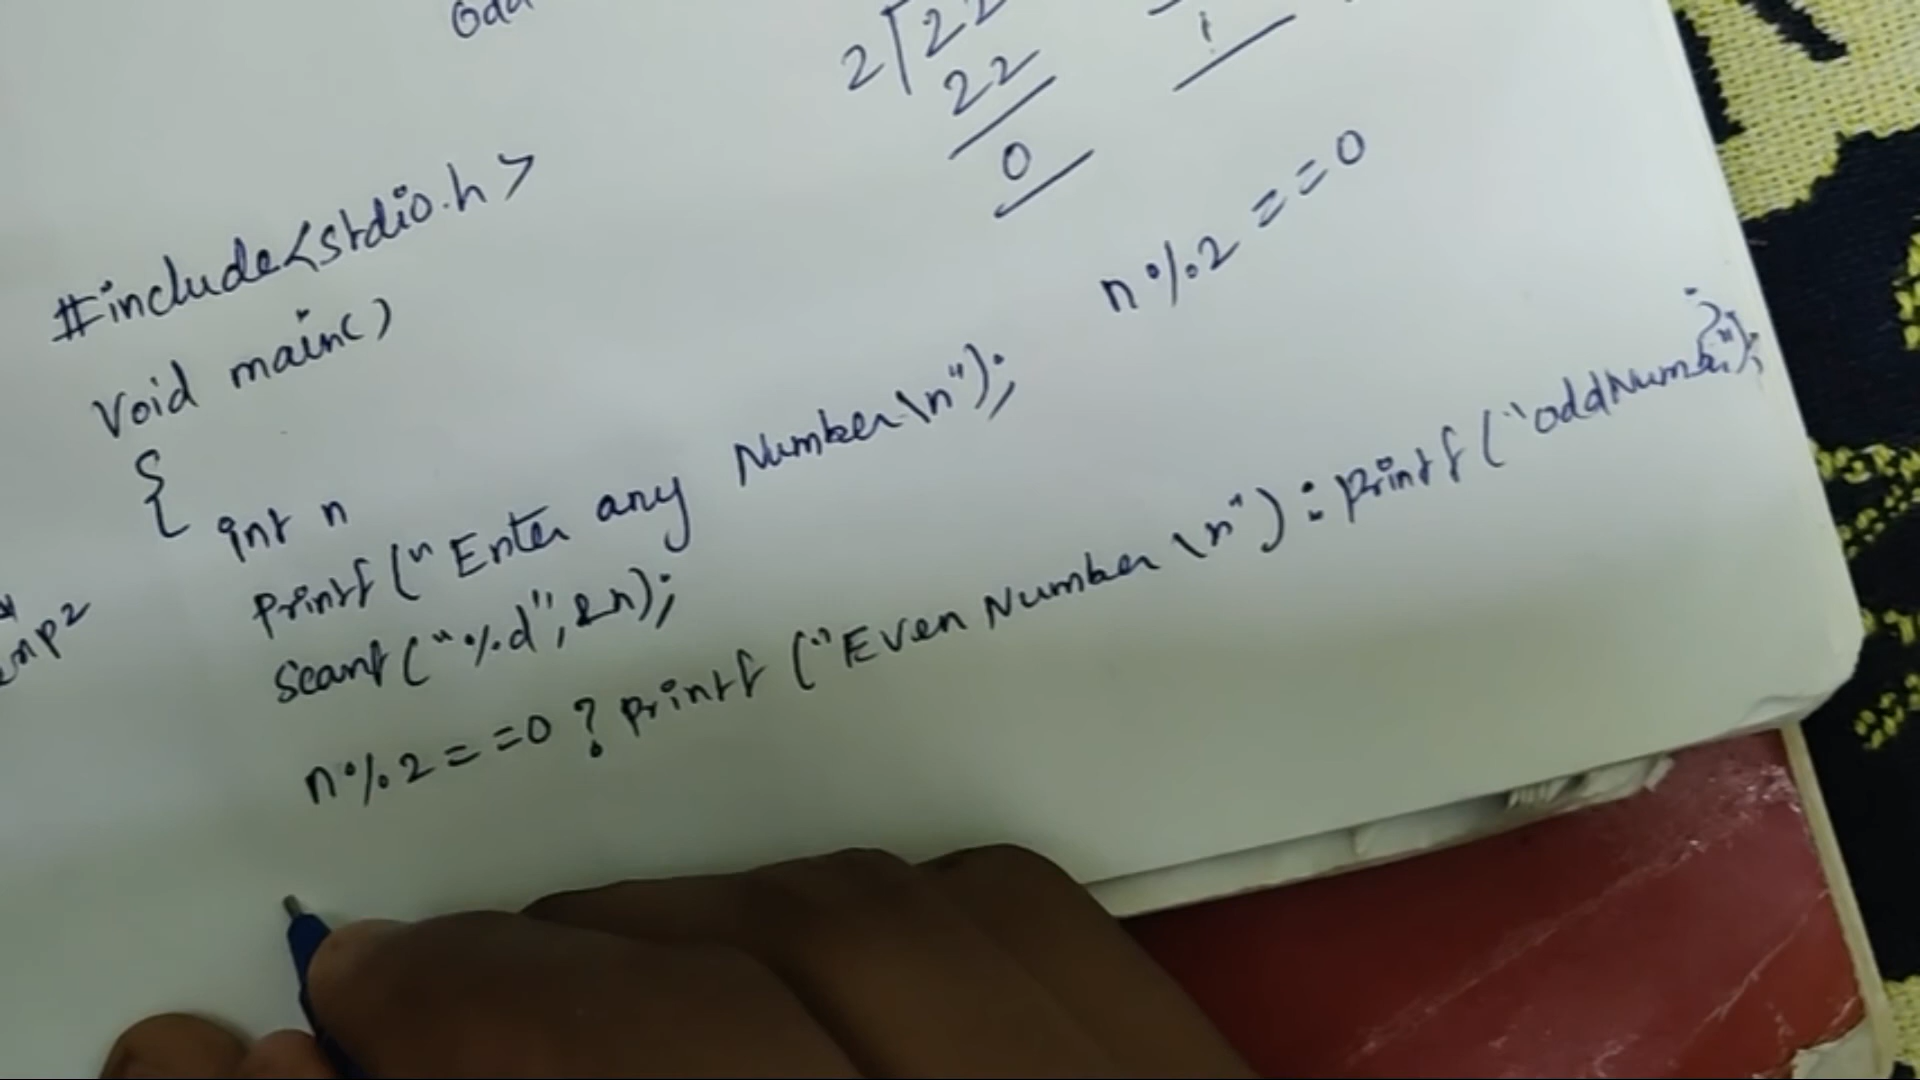 2 22
22
0
1
n%2==0
#include<stdio.h>
Void main()
{
int n
printf("Enter any Number\n");
scanf("%d",&n);
n%2==0 ? printf ("Even Number \n") : printf ("odd